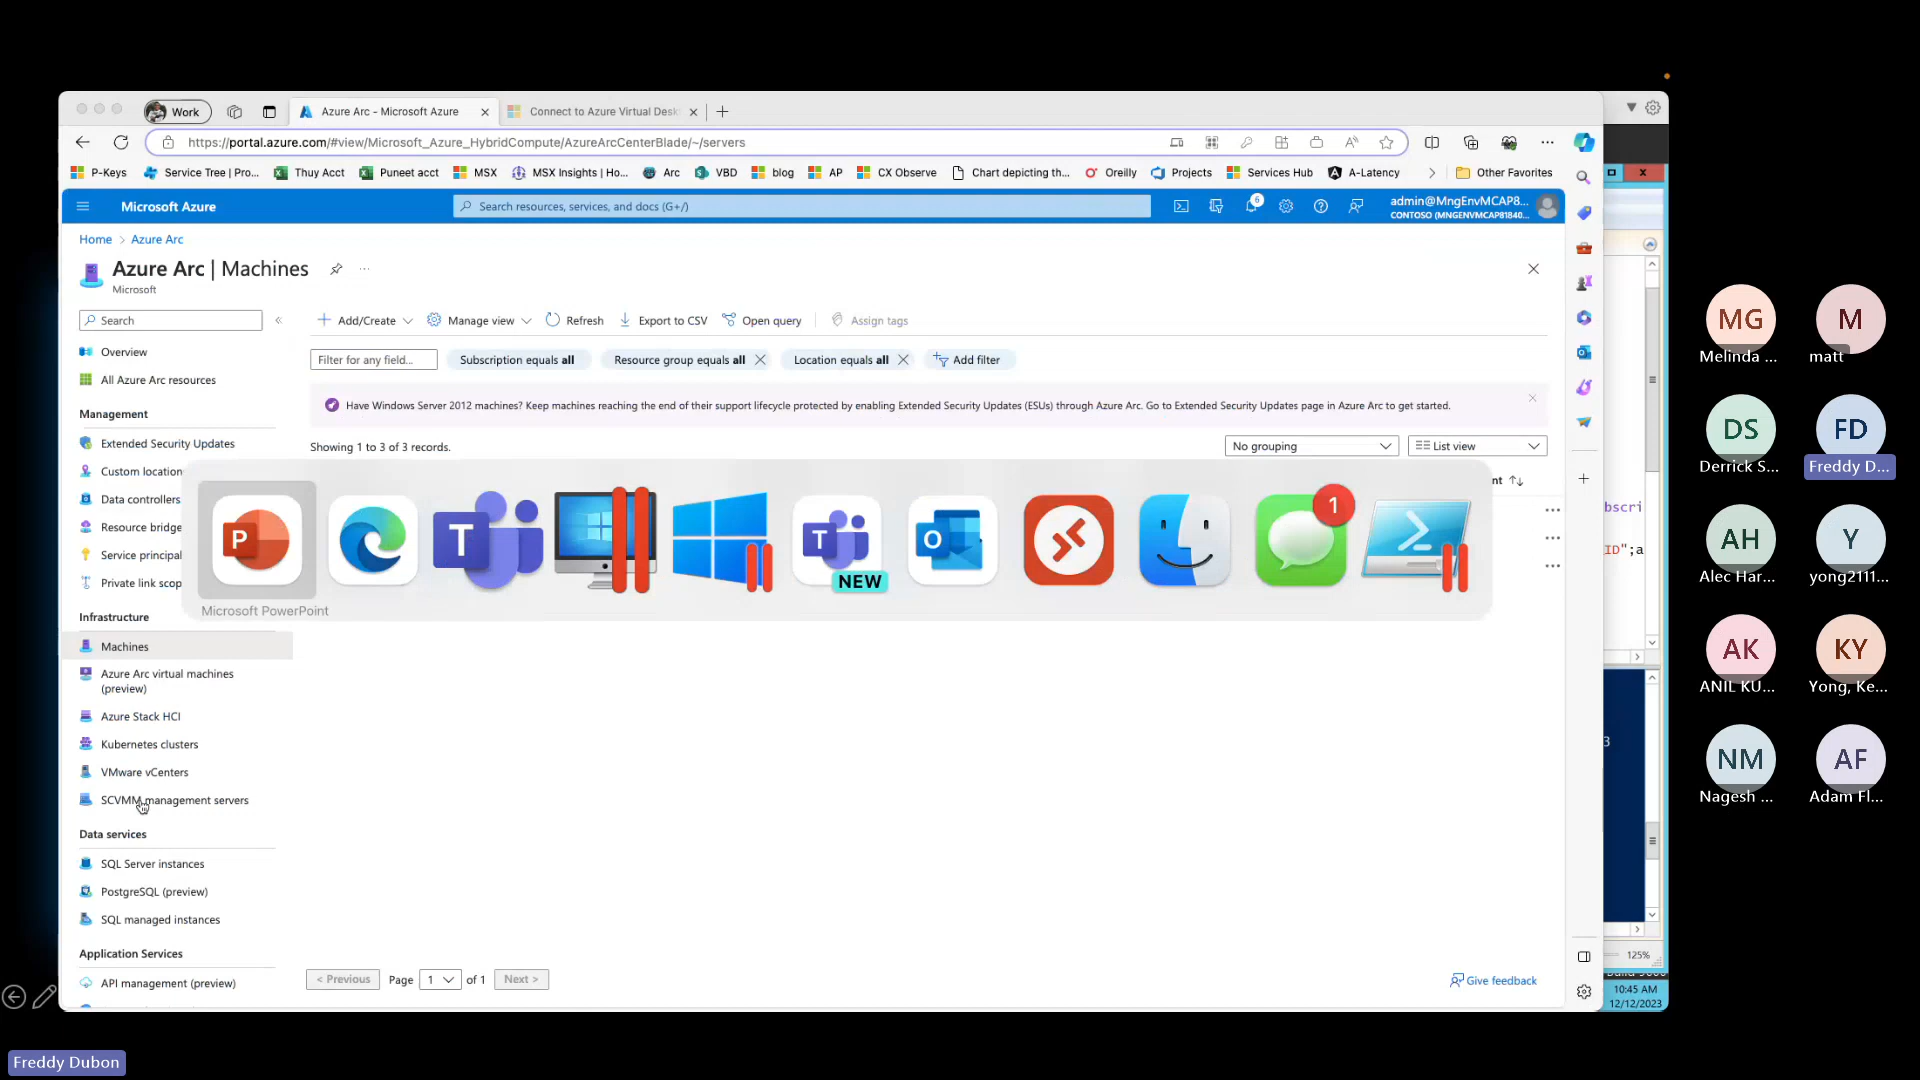 Work
Azure Arc - Microsoft Azure
Connect to Azure Virtual Desk
https://portal.azure.com/#view/Microsoft_Azure_HybridCompute/AzureArcCenterBlade/~/servers
P-Keys
Service Tree | Pro...
Thuy Acct
Puneet acct
MSX
MSX Insights | Ho...
Arc
VBD
blog
AP
CX Observe
Chart depicting th...
Oreilly
Projects
Services Hub
A-Latency
Other Favorites
Microsoft Azure
Search resources, services, and docs (G+/)
6
admin@MngEnvMCAP8...
CONTOSO (MNGENVMCAP81840...
Home > Azure Arc
Azure Arc | Machines
Microsoft
Search
Add/Create
Manage view
Refresh
Export to CSV
Open query
Assign tags
Overview
All Azure Arc resources
Filter for any field...
Subscription equals all
Resource group equals all
Location equals all
Add filter
Have Windows Server 2012 machines? Keep machines reaching the end of their support lifecycle protected by enabling Extended Security Updates (ESUs) through Azure Arc. Go to Extended Security Updates page in Azure Arc to get started.
Showing 1 to 3 of 3 records.
No grouping
List view
nt
Management
Extended Security Updates
Custom location
Data controllers
Resource bridge
Service principal
Private link scop
P
T
T
NEW
O
1
Microsoft PowerPoint
bscri
ID";a
3
Infrastructure
Machines
Azure Arc virtual machines
(preview)
Azure Stack HCI
Kubernetes clusters
VMware vCenters
SCVMM management servers
Data services
SQL Server instances
PostgreSQL (preview)
SQL managed instances
Application Services
API management (preview)
< Previous
Page
1
of 1
Next >
Give feedback
125%
10:45 AM
12/12/2023
MG
Melinda ...
M
matt
DS
Derrick S...
FD
Freddy D...
AH
Alec Har...
Y
yong2111...
AK
ANIL KU...
KY
Yong, Ke...
NM
Nagesh ...
AF
Adam Fl...
Freddy Dubon